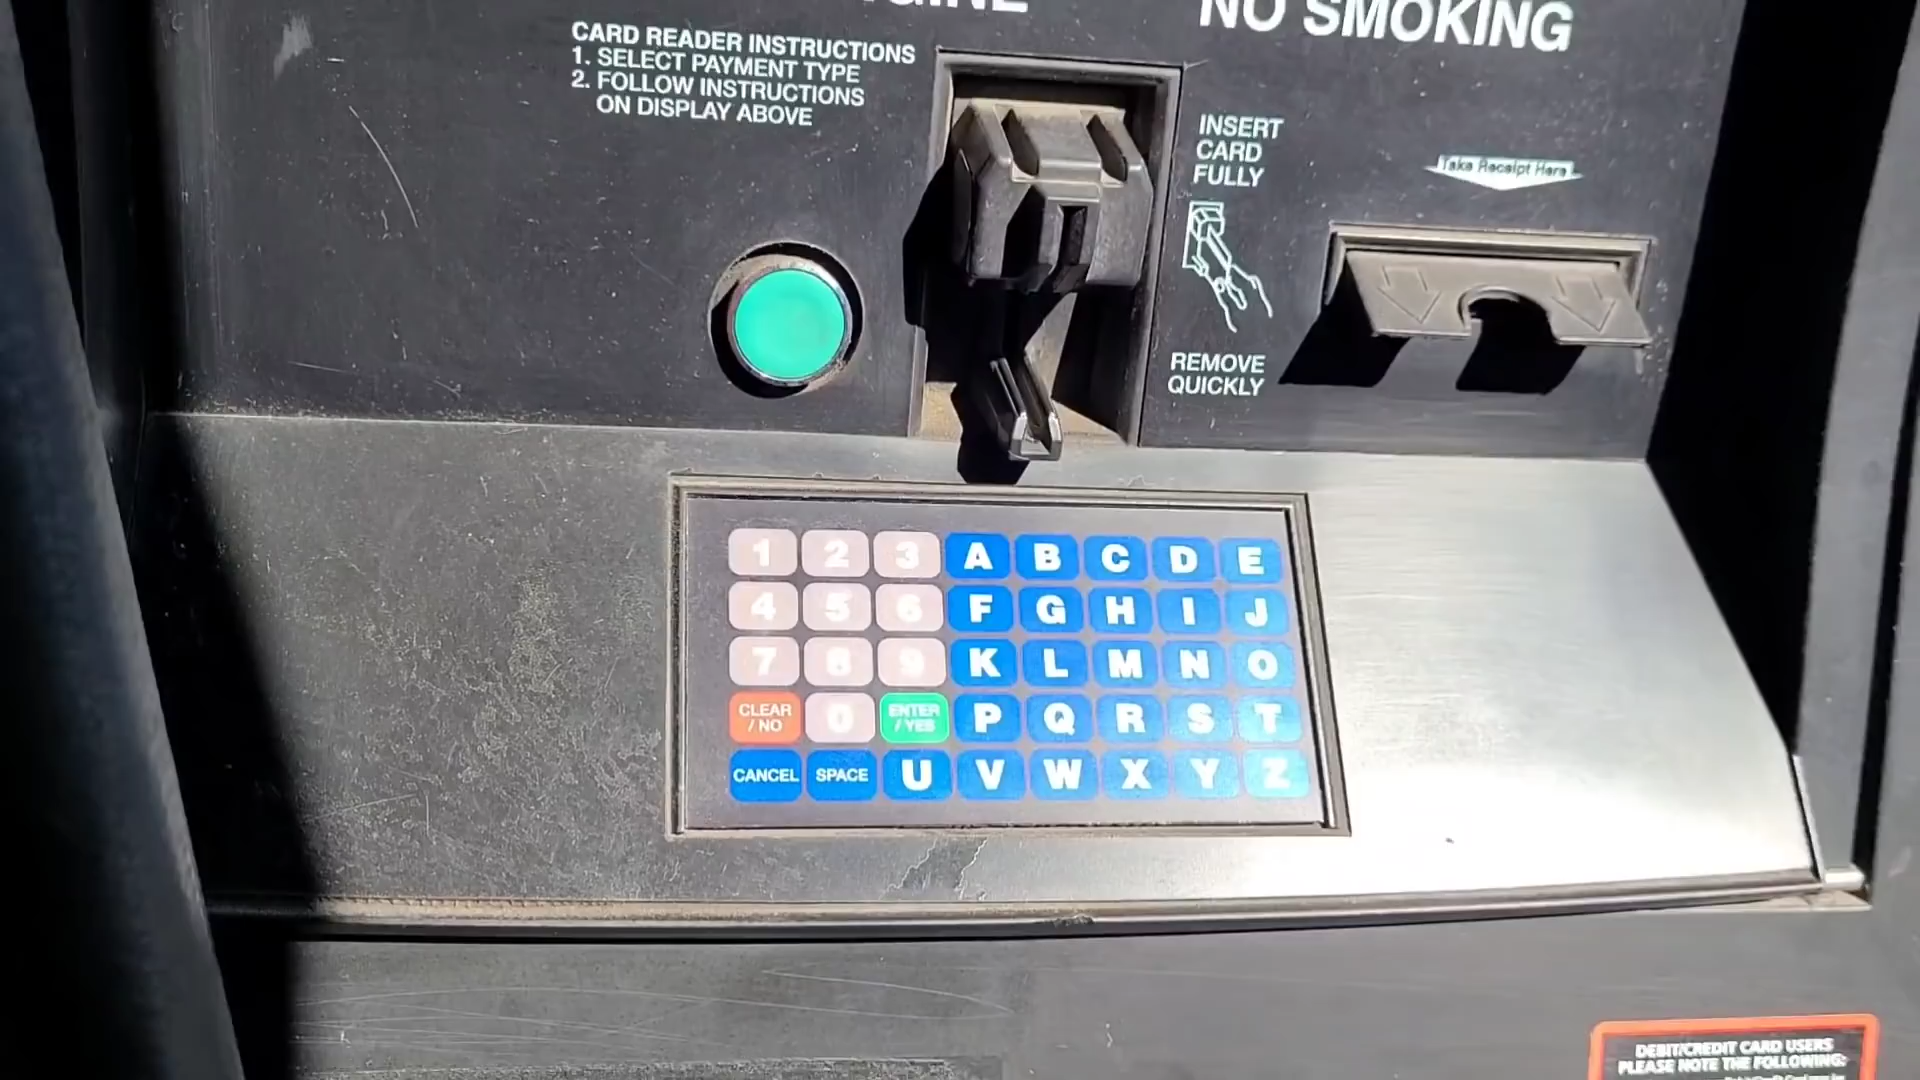 NO SMOKING
CARD READER INSTRUCTIONS
1. SELECT PAYMENT TYPE
2. FOLLOW INSTRUCTIONS
ON DISPLAY ABOVE
INSERT
CARD
FULLY
Take Receipt Here
REMOVE
QUICKLY
1 2 3 A B C D E
4 5 6 F G H I J
7 8 9 K L M N O
CLEAR / NO 0 ENTER / YES P Q R S T
CANCEL SPACE U V W X Y Z
DEBIT/CREDIT CARD USERS
PLEASE NOTE THE FOLLOWING: